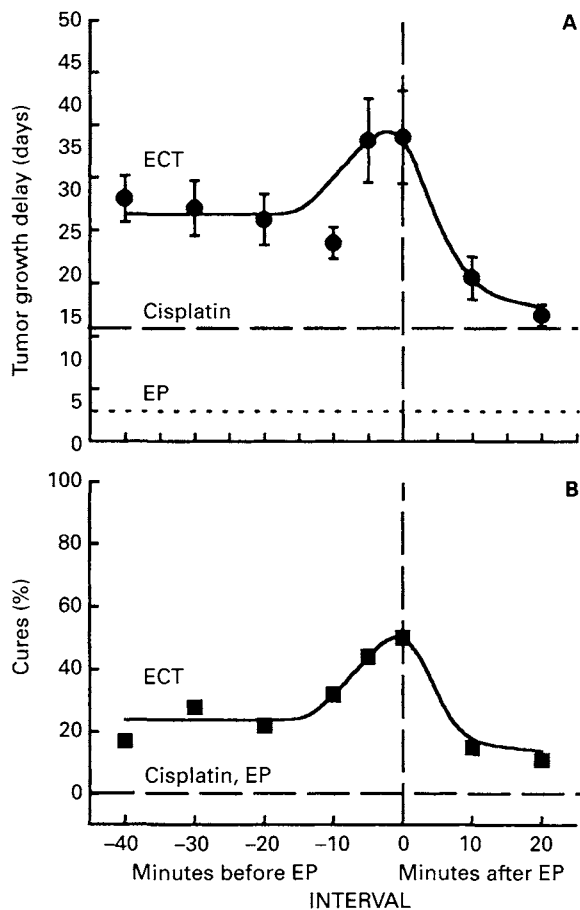 A
Tumor growth delay (days)
50
45
40
35
30
25
20
15
10
5
0
ECT
Cisplatin
EP
B
Cures (%)
100
80
60
40
20
0
ECT
Cisplatin, EP
−40 −30 −20 −10 0 10 20
Minutes before EP Minutes after EP
INTERVAL